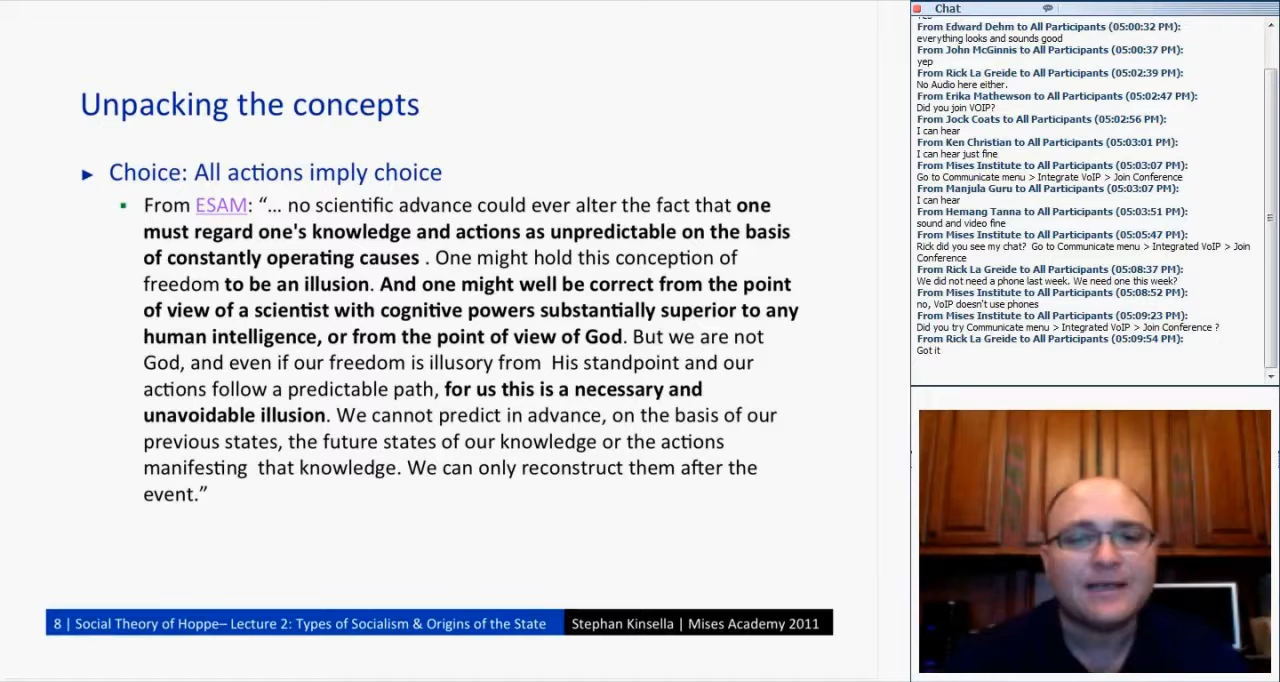 Unpacking the concepts
► Choice: All actions imply choice
▪ From ESAM: “... no scientific advance could ever alter the fact that one
must regard one's knowledge and actions as unpredictable on the basis
of constantly operating causes . One might hold this conception of
freedom to be an illusion. And one might well be correct from the point
of view of a scientist with cognitive powers substantially superior to any
human intelligence, or from the point of view of God. But we are not
God, and even if our freedom is illusory from His standpoint and our
actions follow a predictable path, for us this is a necessary and
unavoidable illusion. We cannot predict in advance, on the basis of our
previous states, the future states of our knowledge or the actions
manifesting that knowledge. We can only reconstruct them after the
event.”
8 | Social Theory of Hoppe– Lecture 2: Types of Socialism & Origins of the State
Stephan Kinsella | Mises Academy 2011
Chat
From Edward Dehm to All Participants (05:00:32 PM):
everything looks and sounds good
From John McGinnis to All Participants (05:00:37 PM):
yep
From Rick La Greide to All Participants (05:02:39 PM):
No Audio here either.
From Erika Mathewson to All Participants (05:02:47 PM):
Did you join VOIP?
From Jock Coats to All Participants (05:02:56 PM):
I can hear
From Ken Christian to All Participants (05:03:01 PM):
I can hear just fine
From Mises Institute to All Participants (05:03:07 PM):
Go to Communicate menu > Integrate VoIP > Join Conference
From Manjula Guru to All Participants (05:03:07 PM):
I can hear
From Hemang Tanna to All Participants (05:03:51 PM):
sound and video fine
From Mises Institute to All Participants (05:05:47 PM):
Rick did you see my chat? Go to Communicate menu > Integrated VoIP > Join
Conference
From Rick La Greide to All Participants (05:08:37 PM):
We did not need a phone last week. We need one this week?
From Mises Institute to All Participants (05:08:52 PM):
no, VoIP doesn't use phones
From Mises Institute to All Participants (05:09:23 PM):
Did you try Communicate menu > Integrated VoIP > Join Conference ?
From Rick La Greide to All Participants (05:09:54 PM):
Got it